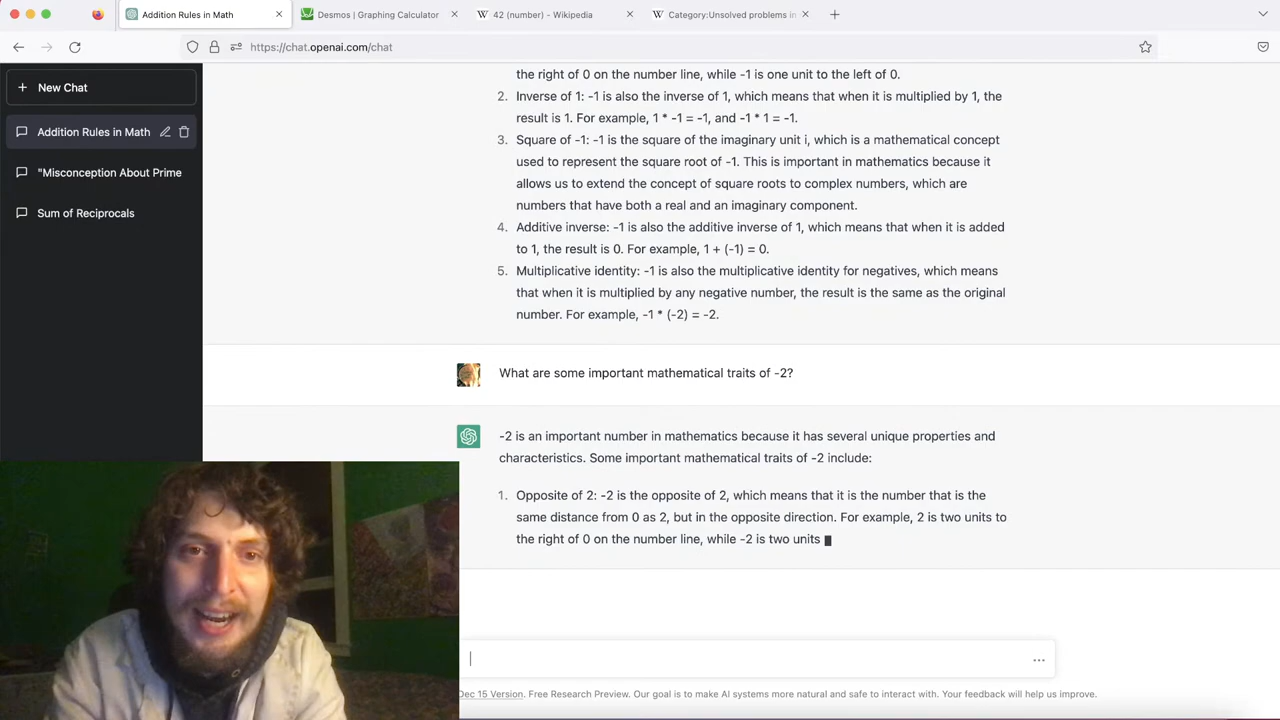 Addition Rules in Math
Desmos | Graphing Calculator
42 (number) - Wikipedia
Category:Unsolved problems in
https://chat.openai.com/chat
New Chat
Addition Rules in Math
"Misconception About Prime
Sum of Reciprocals
the right of 0 on the number line, while -1 is one unit to the left of 0.
2. Inverse of 1: -1 is also the inverse of 1, which means that when it is multiplied by 1, the
result is 1. For example, 1 * -1 = -1, and -1 * 1 = -1.
3. Square of -1: -1 is the square of the imaginary unit i, which is a mathematical concept
used to represent the square root of -1. This is important in mathematics because it
allows us to extend the concept of square roots to complex numbers, which are
numbers that have both a real and an imaginary component.
4. Additive inverse: -1 is also the additive inverse of 1, which means that when it is added
to 1, the result is 0. For example, 1 + (-1) = 0.
5. Multiplicative identity: -1 is also the multiplicative identity for negatives, which means
that when it is multiplied by any negative number, the result is the same as the original
number. For example, -1 * (-2) = -2.
What are some important mathematical traits of -2?
-2 is an important number in mathematics because it has several unique properties and
characteristics. Some important mathematical traits of -2 include:
1. Opposite of 2: -2 is the opposite of 2, which means that it is the number that is the
same distance from 0 as 2, but in the opposite direction. For example, 2 is two units to
the right of 0 on the number line, while -2 is two units
Dec 15 Version. Free Research Preview. Our goal is to make AI systems more natural and safe to interact with. Your feedback will help us improve.